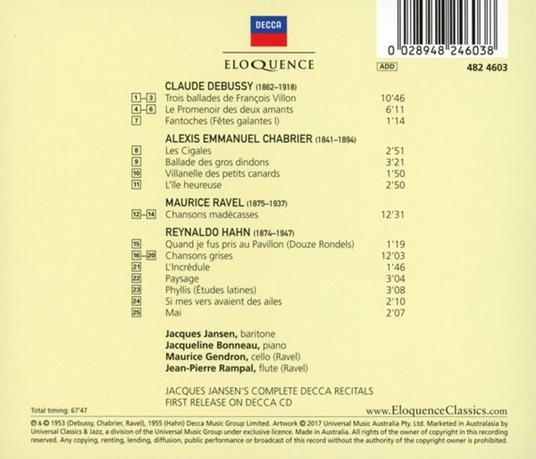 DECCA
ELOQUENCE
0 028948 246038
ADD
482 4603
CLAUDE DEBUSSY (1862–1918)
1 – 3 Trois ballades de François Villon 10'46
4 – 6 Le Promenoir des deux amants 6'11
7 Fantoches (Fêtes galantes I) 1'14
ALEXIS EMMANUEL CHABRIER (1841–1894)
8 Les Cigales 2'51
9 Ballade des gros dindons 3'21
10 Villanelle des petits canards 1'50
11 L'île heureuse 2'50
MAURICE RAVEL (1875–1937)
12 – 14 Chansons madécasses 12'31
REYNALDO HAHN (1874–1947)
15 Quand je fus pris au Pavillon (Douze Rondels) 1'19
16 – 20 Chansons grises 12'03
21 L'Incrédule 1'46
22 Paysage 3'04
23 Phyllis (Études latines) 3'08
24 Si mes vers avaient des ailes 2'10
25 Mai 2'07
Jacques Jansen, baritone
Jacqueline Bonneau, piano
Maurice Gendron, cello (Ravel)
Jean-Pierre Rampal, flute (Ravel)
JACQUES JANSEN'S COMPLETE DECCA RECITALS
FIRST RELEASE ON DECCA CD
Total timing: 67'47
www.EloquenceClassics.com
℗ & © 1953 (Debussy, Chabrier, Ravel), 1955 (Hahn) Decca Music Group Limited. Artwork © 2017 Universal Music Australia Pty. Ltd. Marketed in Australasia by
Universal Classics & Jazz, a division of the Universal Music Group under exclusive licence. Made in Australia. All rights of the owner of copyright in this recording are
reserved. Any copying, renting, lending, diffusion, public performance or broadcast of this record without the authority of the copyright owner is prohibited.